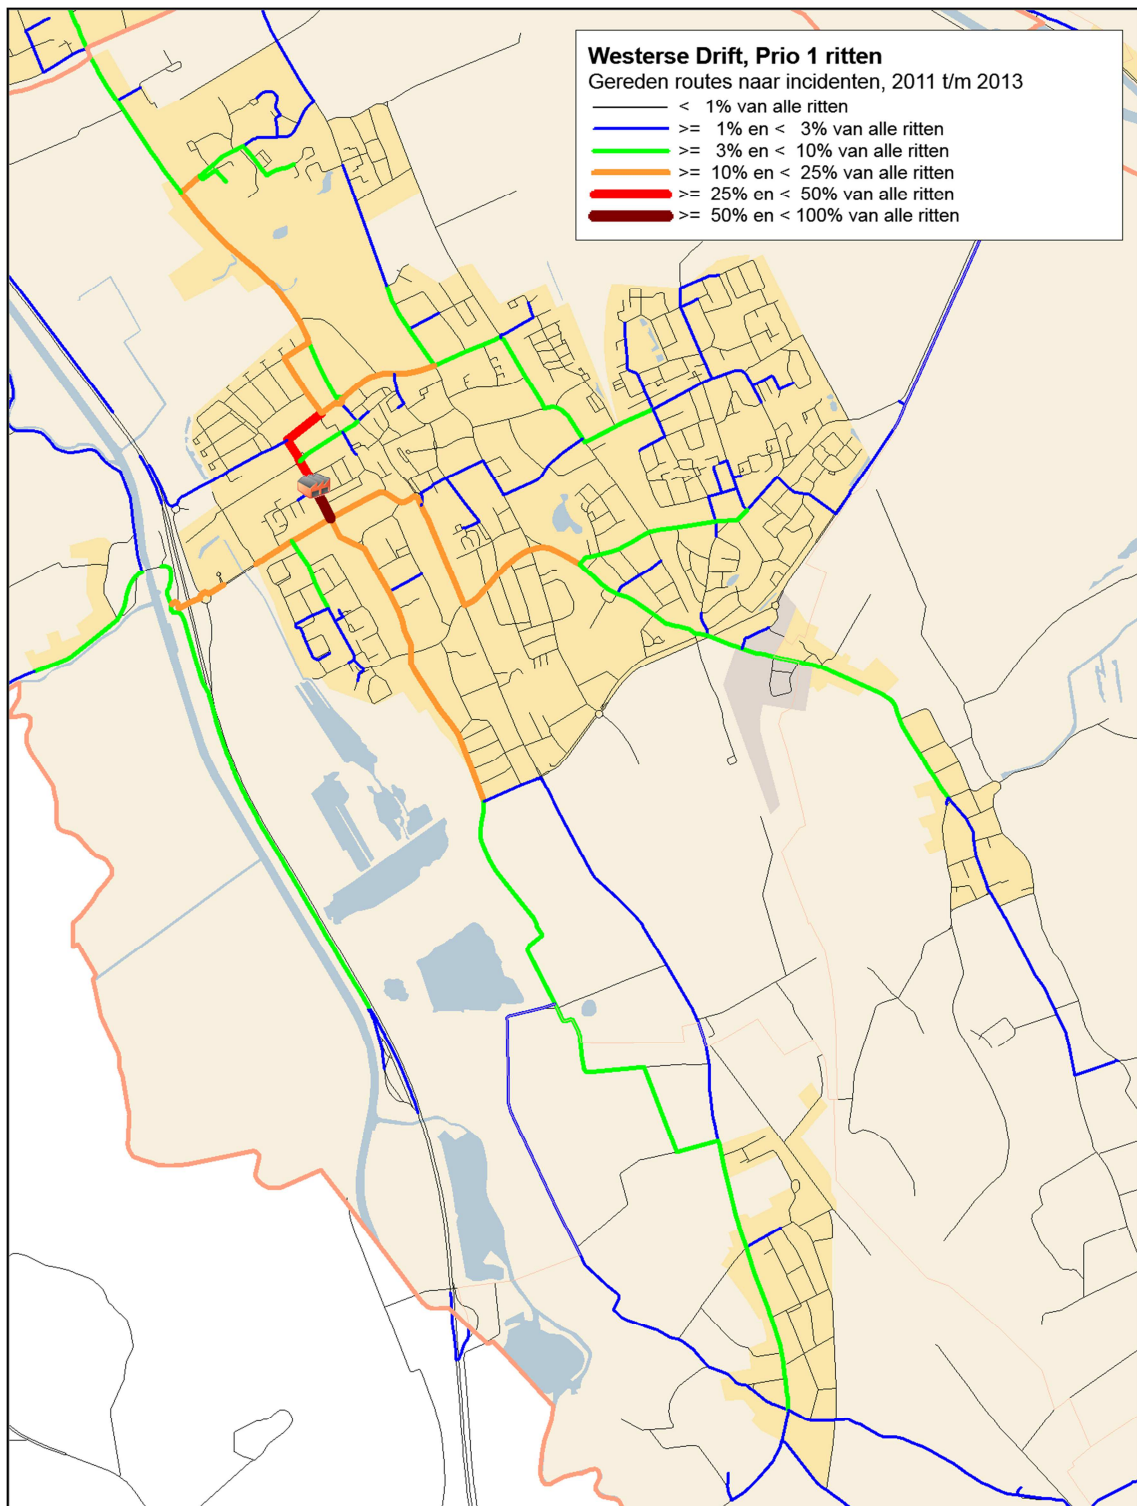 Westerse Drift, Prio 1 ritten
Gereden routes naar incidenten, 2011 t/m 2013
< 1% van alle ritten
>= 1% en < 3% van alle ritten
>= 3% en < 10% van alle ritten
>= 10% en < 25% van alle ritten
>= 25% en < 50% van alle ritten
>= 50% en < 100% van alle ritten